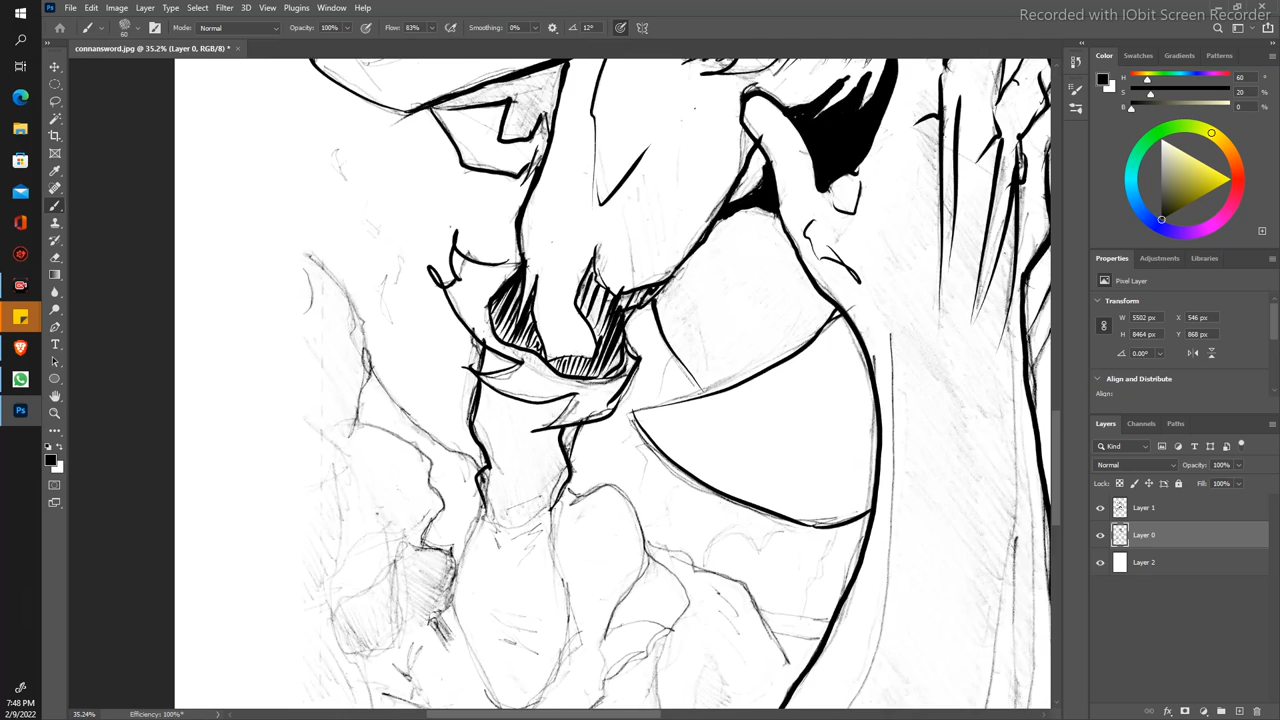 File Edit Image Layer Type Select Filter 3D View Plugins Window Help
Recorded with IObit Screen Recorder
60 Mode: Normal Opacity: 100% Flow: 83% Smoothing: 0% 12°
connansword.jpg @ 35.2% (Layer 0, RGB/8) * ×
Color Swatches Gradients Patterns
H 60 °
S 20 %
B 0 %
Properties Adjustments Libraries
Pixel Layer
Transform
W 5502 px X 546 px
H 8464 px Y 868 px
0.00°
Align and Distribute
Align:
Layers Channels Paths
Kind
Normal Opacity: 100%
Lock: Fill: 100%
Layer 1
Layer 0
Layer 2
7:48 PM
2/9/2022
35.24% Efficiency: 100%*